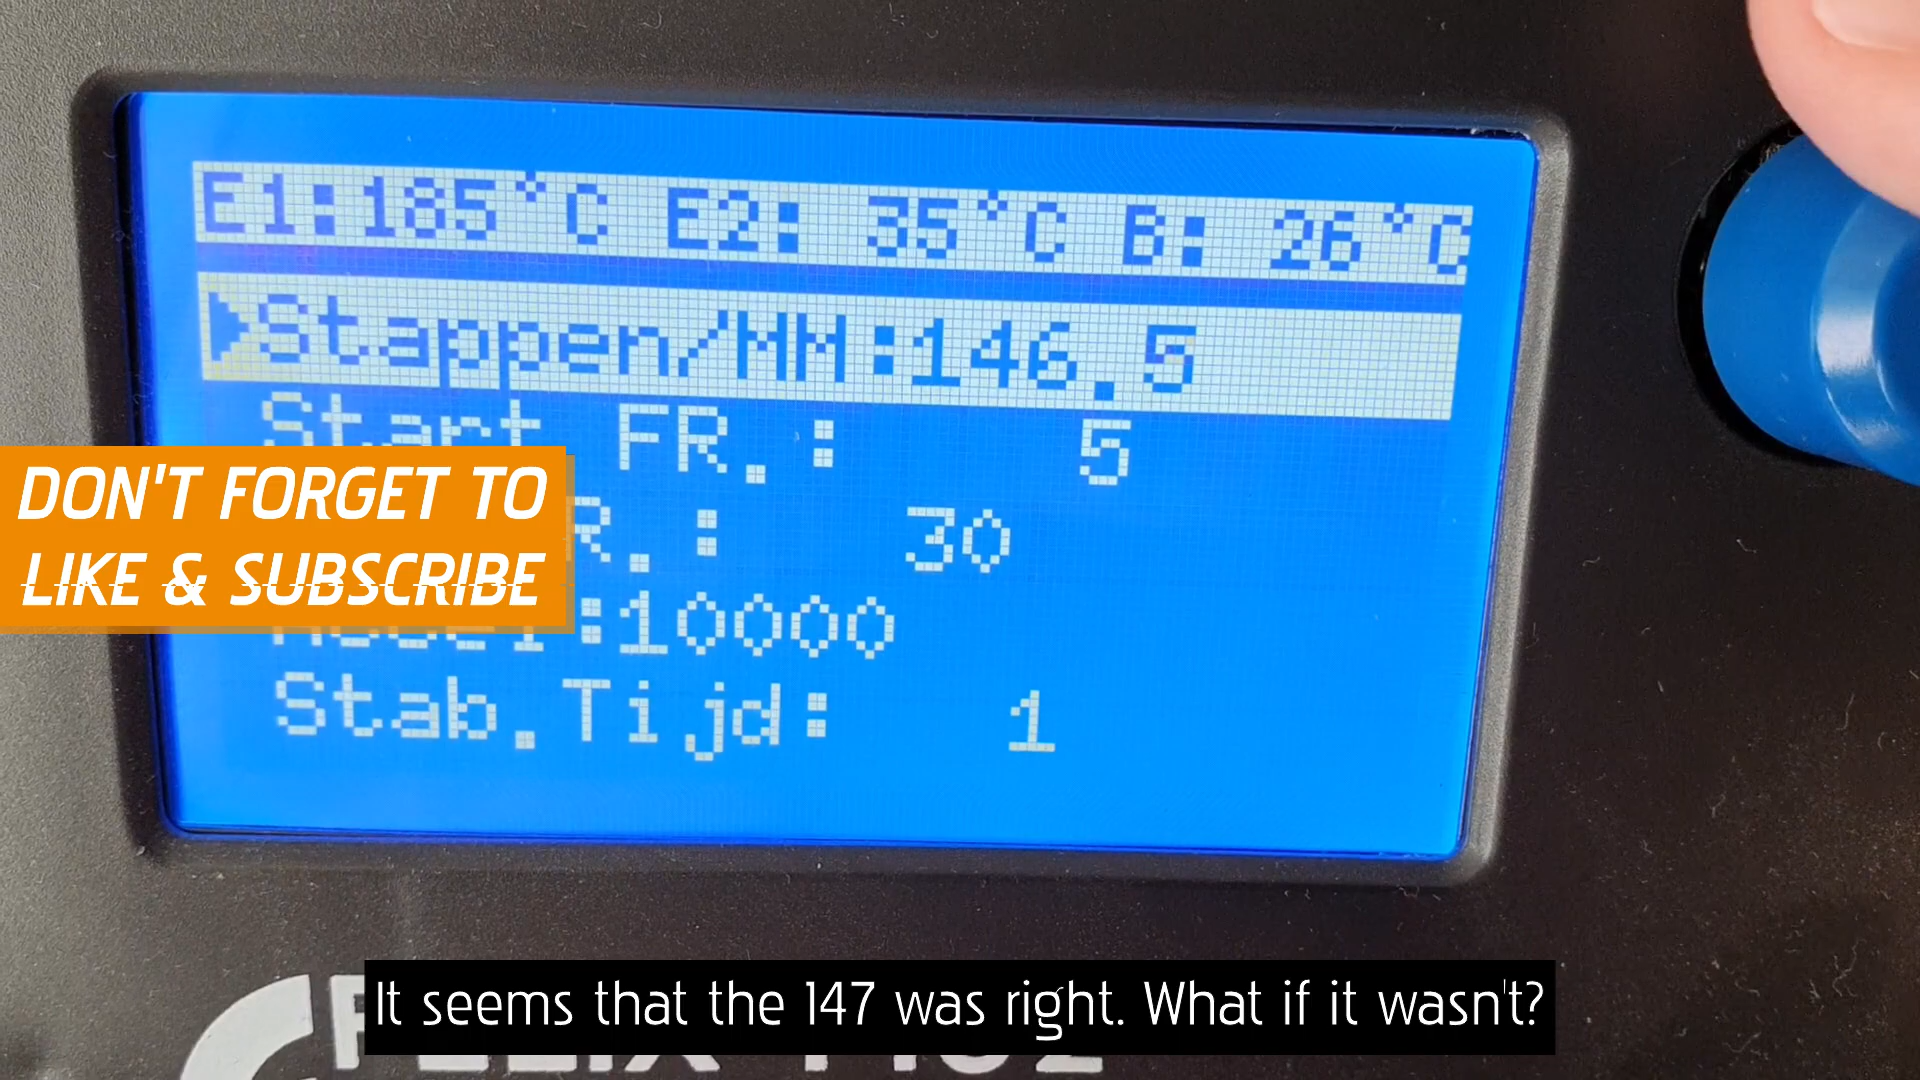 E1:185°C E2: 35°C B: 26°C
Stappen/MM:146.5
Start FR.: 5
R.: 30
DON'T FORGET TO
LIKE & SUBSCRIBE
:10000
Stab.Tijd: 1
It seems that the 147 was right. What if it wasn't?